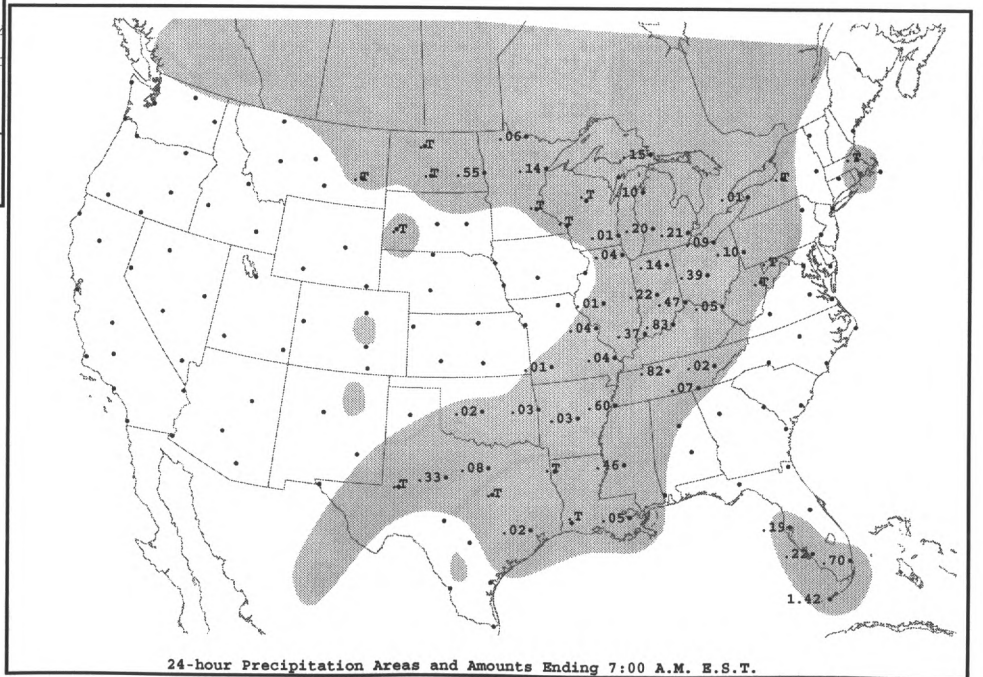 .06
.T
.15
.14
.T .T .55 .T
.10 T
.01
.T
T .T
.20 .21
.01 .09
.04 .10
.14 .39 T
.T
.22 .47 .05
.01
.04 .37 .83
.04
.01 .82 .02
.07
.02 .03 .03 .60
.08 .T .46
.T .33
.T
.02 .T .05
.19
.22 .70
1.42
24-hour Precipitation Areas and Amounts Ending 7:00 A.M. E.S.T.